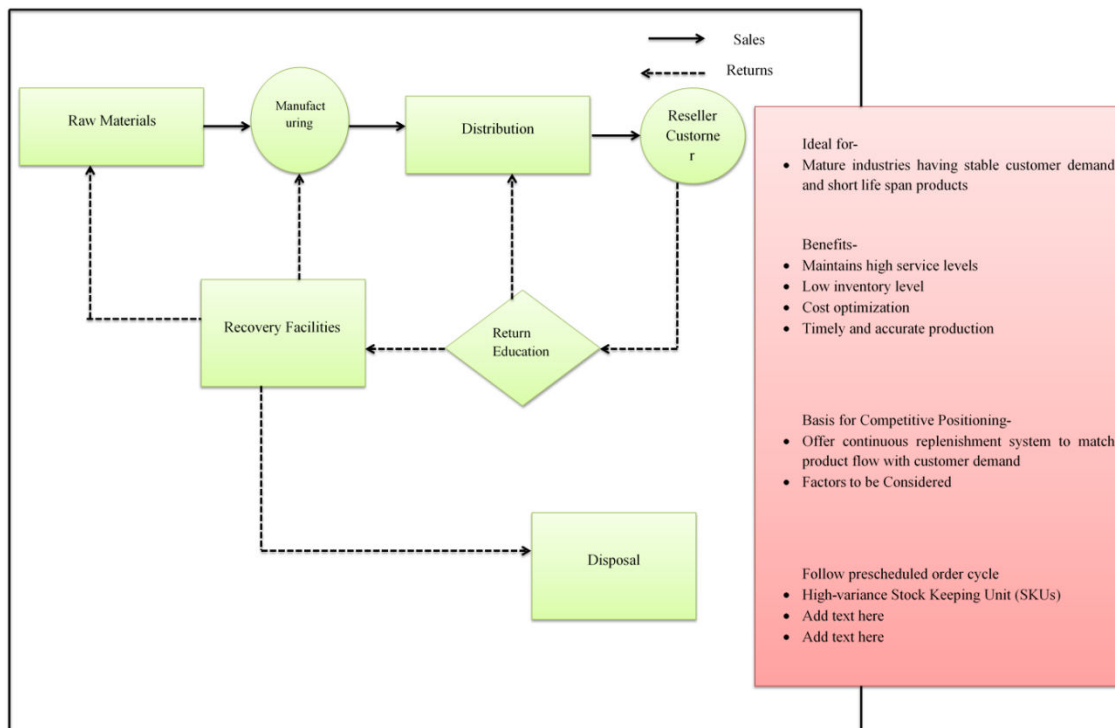 Sales
Returns
Raw Materials
Manufact
uring
Distribution
Reseller
Custorne
r
Recovery Facilities
Return
Education
Disposal
Ideal for-
• Mature industries having stable customer demand
and short life span products
Benefits-
• Maintains high service levels
• Low inventory level
• Cost optimization
• Timely and accurate production
Basis for Competitive Positioning-
• Offer continuous replenishment system to match
product flow with customer demand
• Factors to be Considered
Follow prescheduled order cycle
• High-variance Stock Keeping Unit (SKUs)
• Add text here
• Add text here